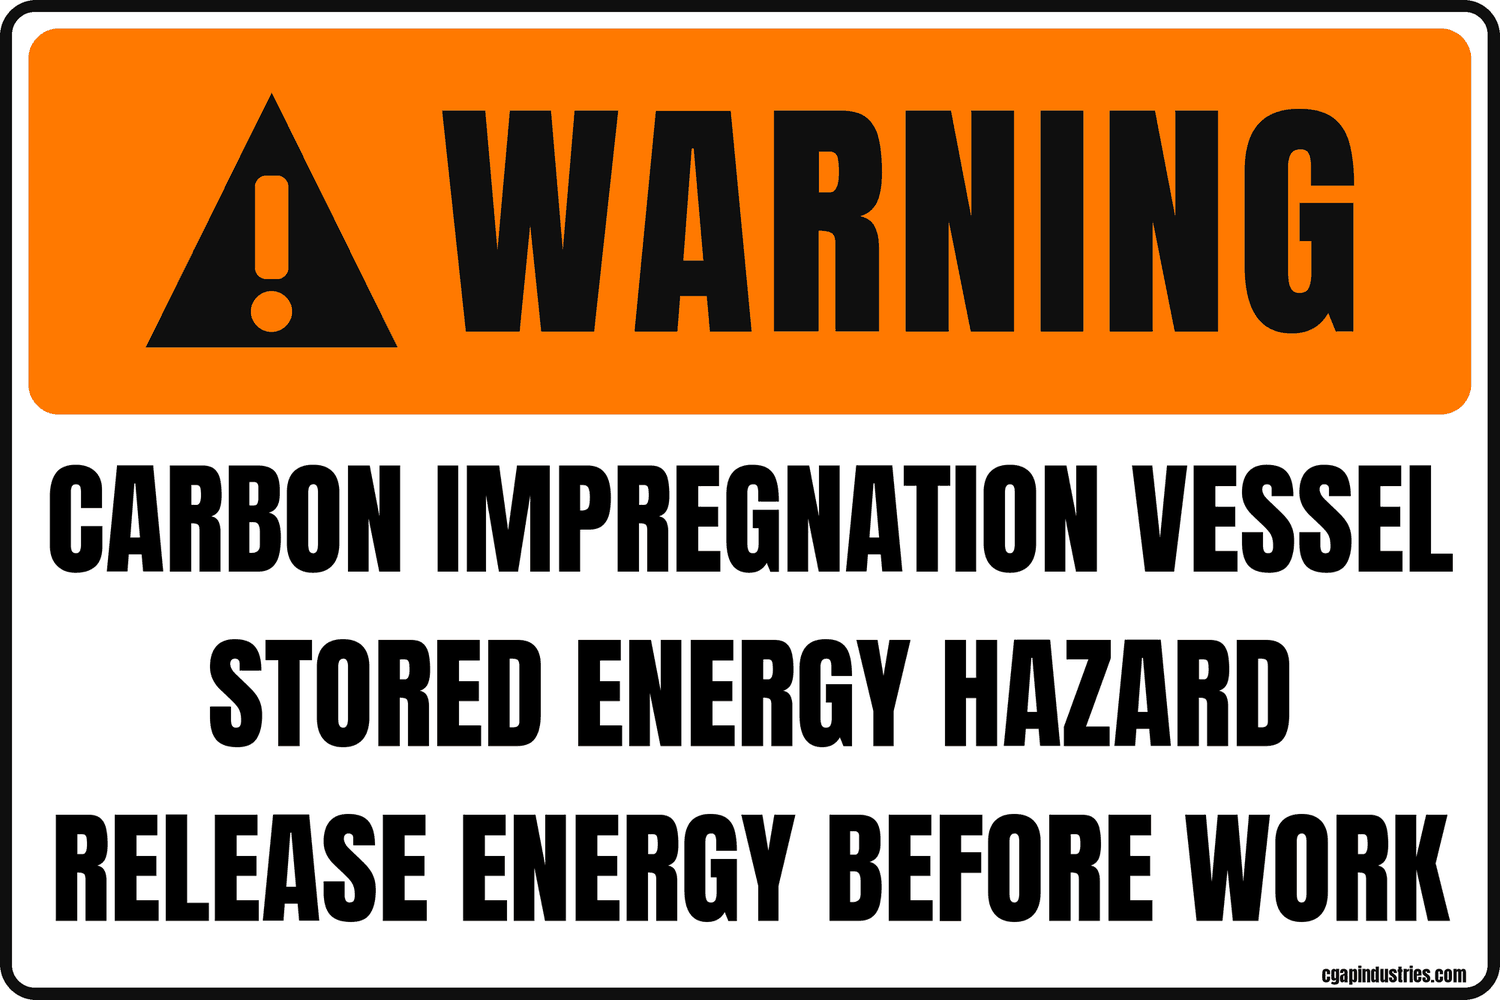 WARNING
CARBON IMPREGNATION VESSEL
STORED ENERGY HAZARD
RELEASE ENERGY BEFORE WORK
cgapindustries.com